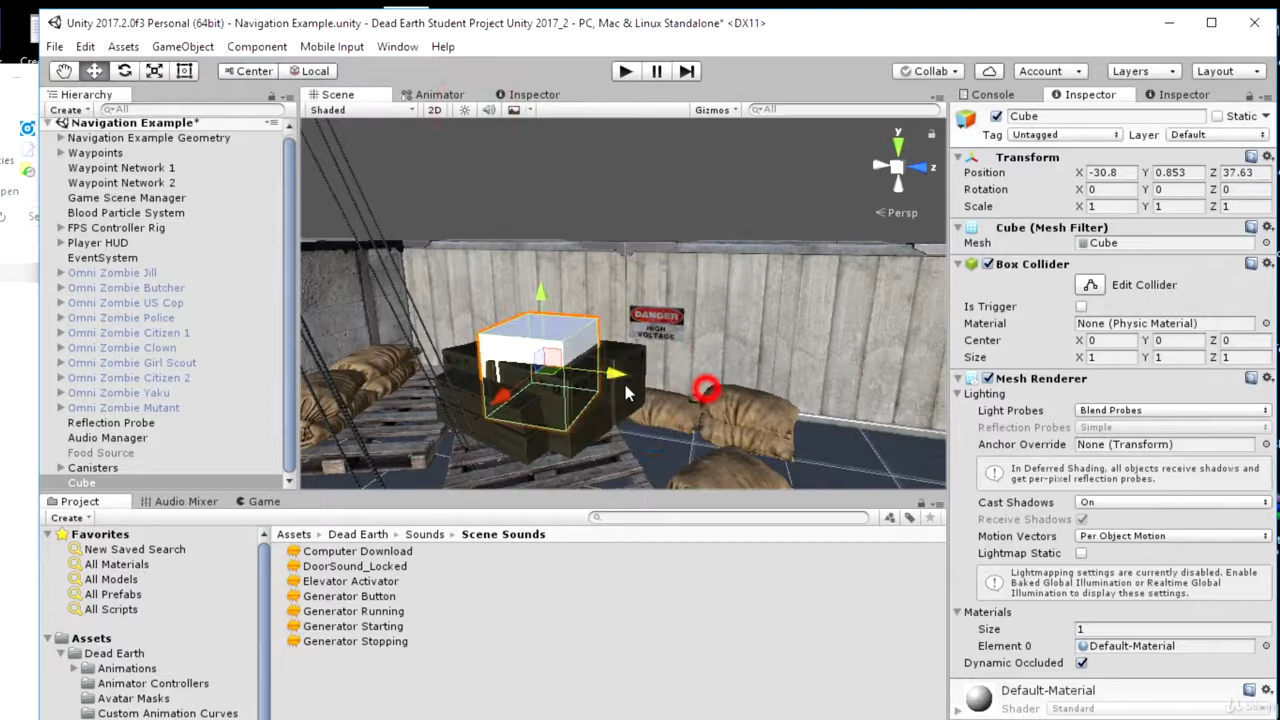 Unity 2017.2.0f3 Personal (64bit) - Navigation Example.unity - Dead Earth Student Project Unity 2017_2 - PC, Mac & Linux Standalone* <DX11>
File Edit Assets GameObject Component Mobile Input Window Help
Center Local Collab Account Layers Layout
Hierarchy
Create All
Navigation Example*
Navigation Example Geometry
Waypoints
Waypoint Network 1
Waypoint Network 2
Game Scene Manager
Blood Particle System
FPS Controller Rig
Player HUD
EventSystem
Omni Zombie Jill
Omni Zombie Butcher
Omni Zombie US Cop
Omni Zombie Police
Omni Zombie Citizen 1
Omni Zombie Clown
Omni Zombie Girl Scout
Omni Zombie Citizen 2
Omni Zombie Yaku
Omni Zombie Mutant
Reflection Probe
Audio Manager
Food Source
Canisters
Cube
Scene Animator Inspector
Shaded 2D Gizmos All
y
z
Persp
DANGER
HIGH
VOLTAGE
Console Inspector Inspector
Cube Static
Tag Untagged Layer Default
Transform
Position X -30.8 Y 0.853 Z 37.63
Rotation X 0 Y 0 Z 0
Scale X 1 Y 1 Z 1
Cube (Mesh Filter)
Mesh Cube
Box Collider
Edit Collider
Is Trigger
Material None (Physic Material)
Center X 0 Y 0 Z 0
Size X 1 Y 1 Z 1
Mesh Renderer
Lighting
Light Probes Blend Probes
Reflection Probes Simple
Anchor Override None (Transform)
In Deferred Shading, all objects receive shadows and
get per-pixel reflection probes.
Cast Shadows On
Receive Shadows
Motion Vectors Per Object Motion
Lightmap Static
Lightmapping settings are currently disabled. Enable
Baked Global Illumination or Realtime Global
Illumination to display these settings.
Materials
Size 1
Element 0 Default-Material
Dynamic Occluded
Default-Material
Shader Standard
Project Audio Mixer Game
Create
Favorites
New Saved Search
All Materials
All Models
All Prefabs
All Scripts
Assets
Dead Earth
Animations
Animator Controllers
Avatar Masks
Custom Animation Curves
Assets Dead Earth Sounds Scene Sounds
Computer Download
DoorSound_Locked
Elevator Activator
Generator Button
Generator Running
Generator Starting
Generator Stopping